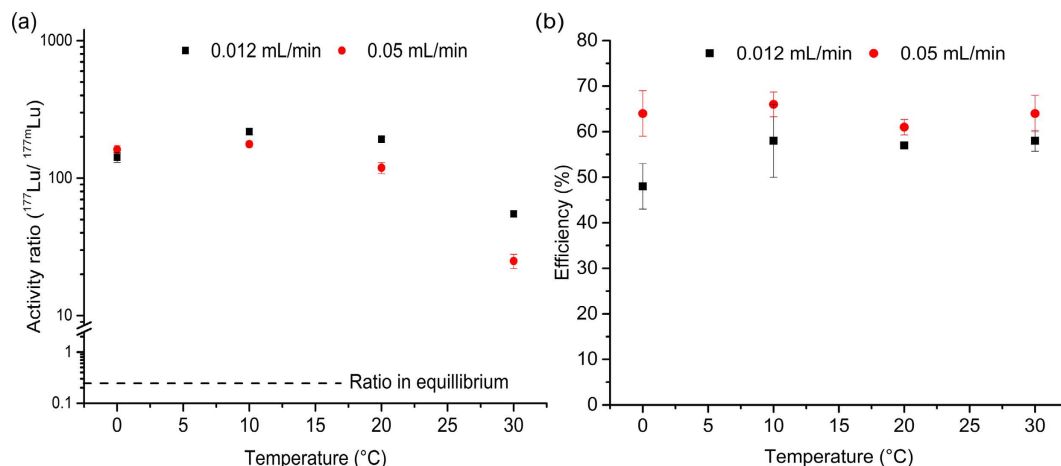 (a)
0.012 mL/min
0.05 mL/min
1000
100
10
1
0.1
Activity ratio (¹⁷⁷Lu/ ¹⁷⁷ᵐLu)
Ratio in equillibrium
0 5 10 15 20 25 30
Temperature (°C)
(b)
0.012 mL/min
0.05 mL/min
80
70
60
50
40
30
20
10
0
Efficiency (%)
0 5 10 15 20 25 30
Temperature (°C)